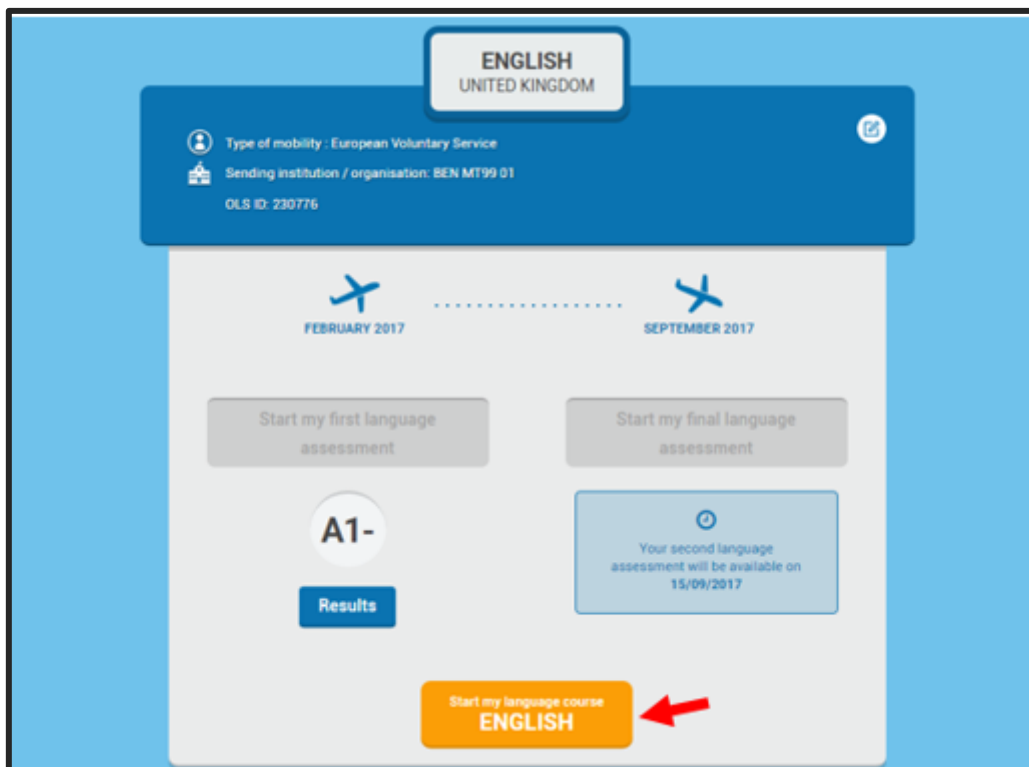 ENGLISH
UNITED KINGDOM
Type of mobility : European Voluntary Service
Sending institution / organisation: BEN MT99 01
OLS ID: 230776
FEBRUARY 2017
SEPTEMBER 2017
Start my first language
assessment
Start my final language
assessment
A1-
Results
Your second language
assessment will be available on
15/09/2017
Start my language course
ENGLISH